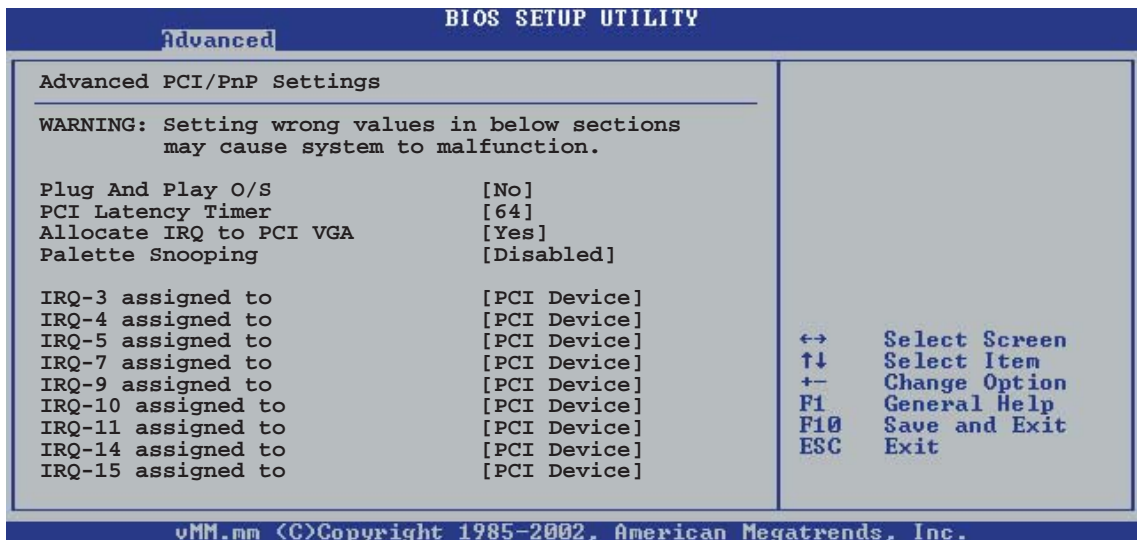 BIOS SETUP UTILITY
Advanced
Advanced PCI/PnP Settings
WARNING: Setting wrong values in below sections
may cause system to malfunction.
Plug And Play O/S [No]
PCI Latency Timer [64]
Allocate IRQ to PCI VGA [Yes]
Palette Snooping [Disabled]
IRQ-3 assigned to [PCI Device]
IRQ-4 assigned to [PCI Device]
IRQ-5 assigned to [PCI Device]
IRQ-7 assigned to [PCI Device]
IRQ-9 assigned to [PCI Device]
IRQ-10 assigned to [PCI Device]
IRQ-11 assigned to [PCI Device]
IRQ-14 assigned to [PCI Device]
IRQ-15 assigned to [PCI Device]
←→ Select Screen
↑↓ Select Item
+- Change Option
F1 General Help
F10 Save and Exit
ESC Exit
vMM.mm (C)Copyright 1985-2002, American Megatrends, Inc.